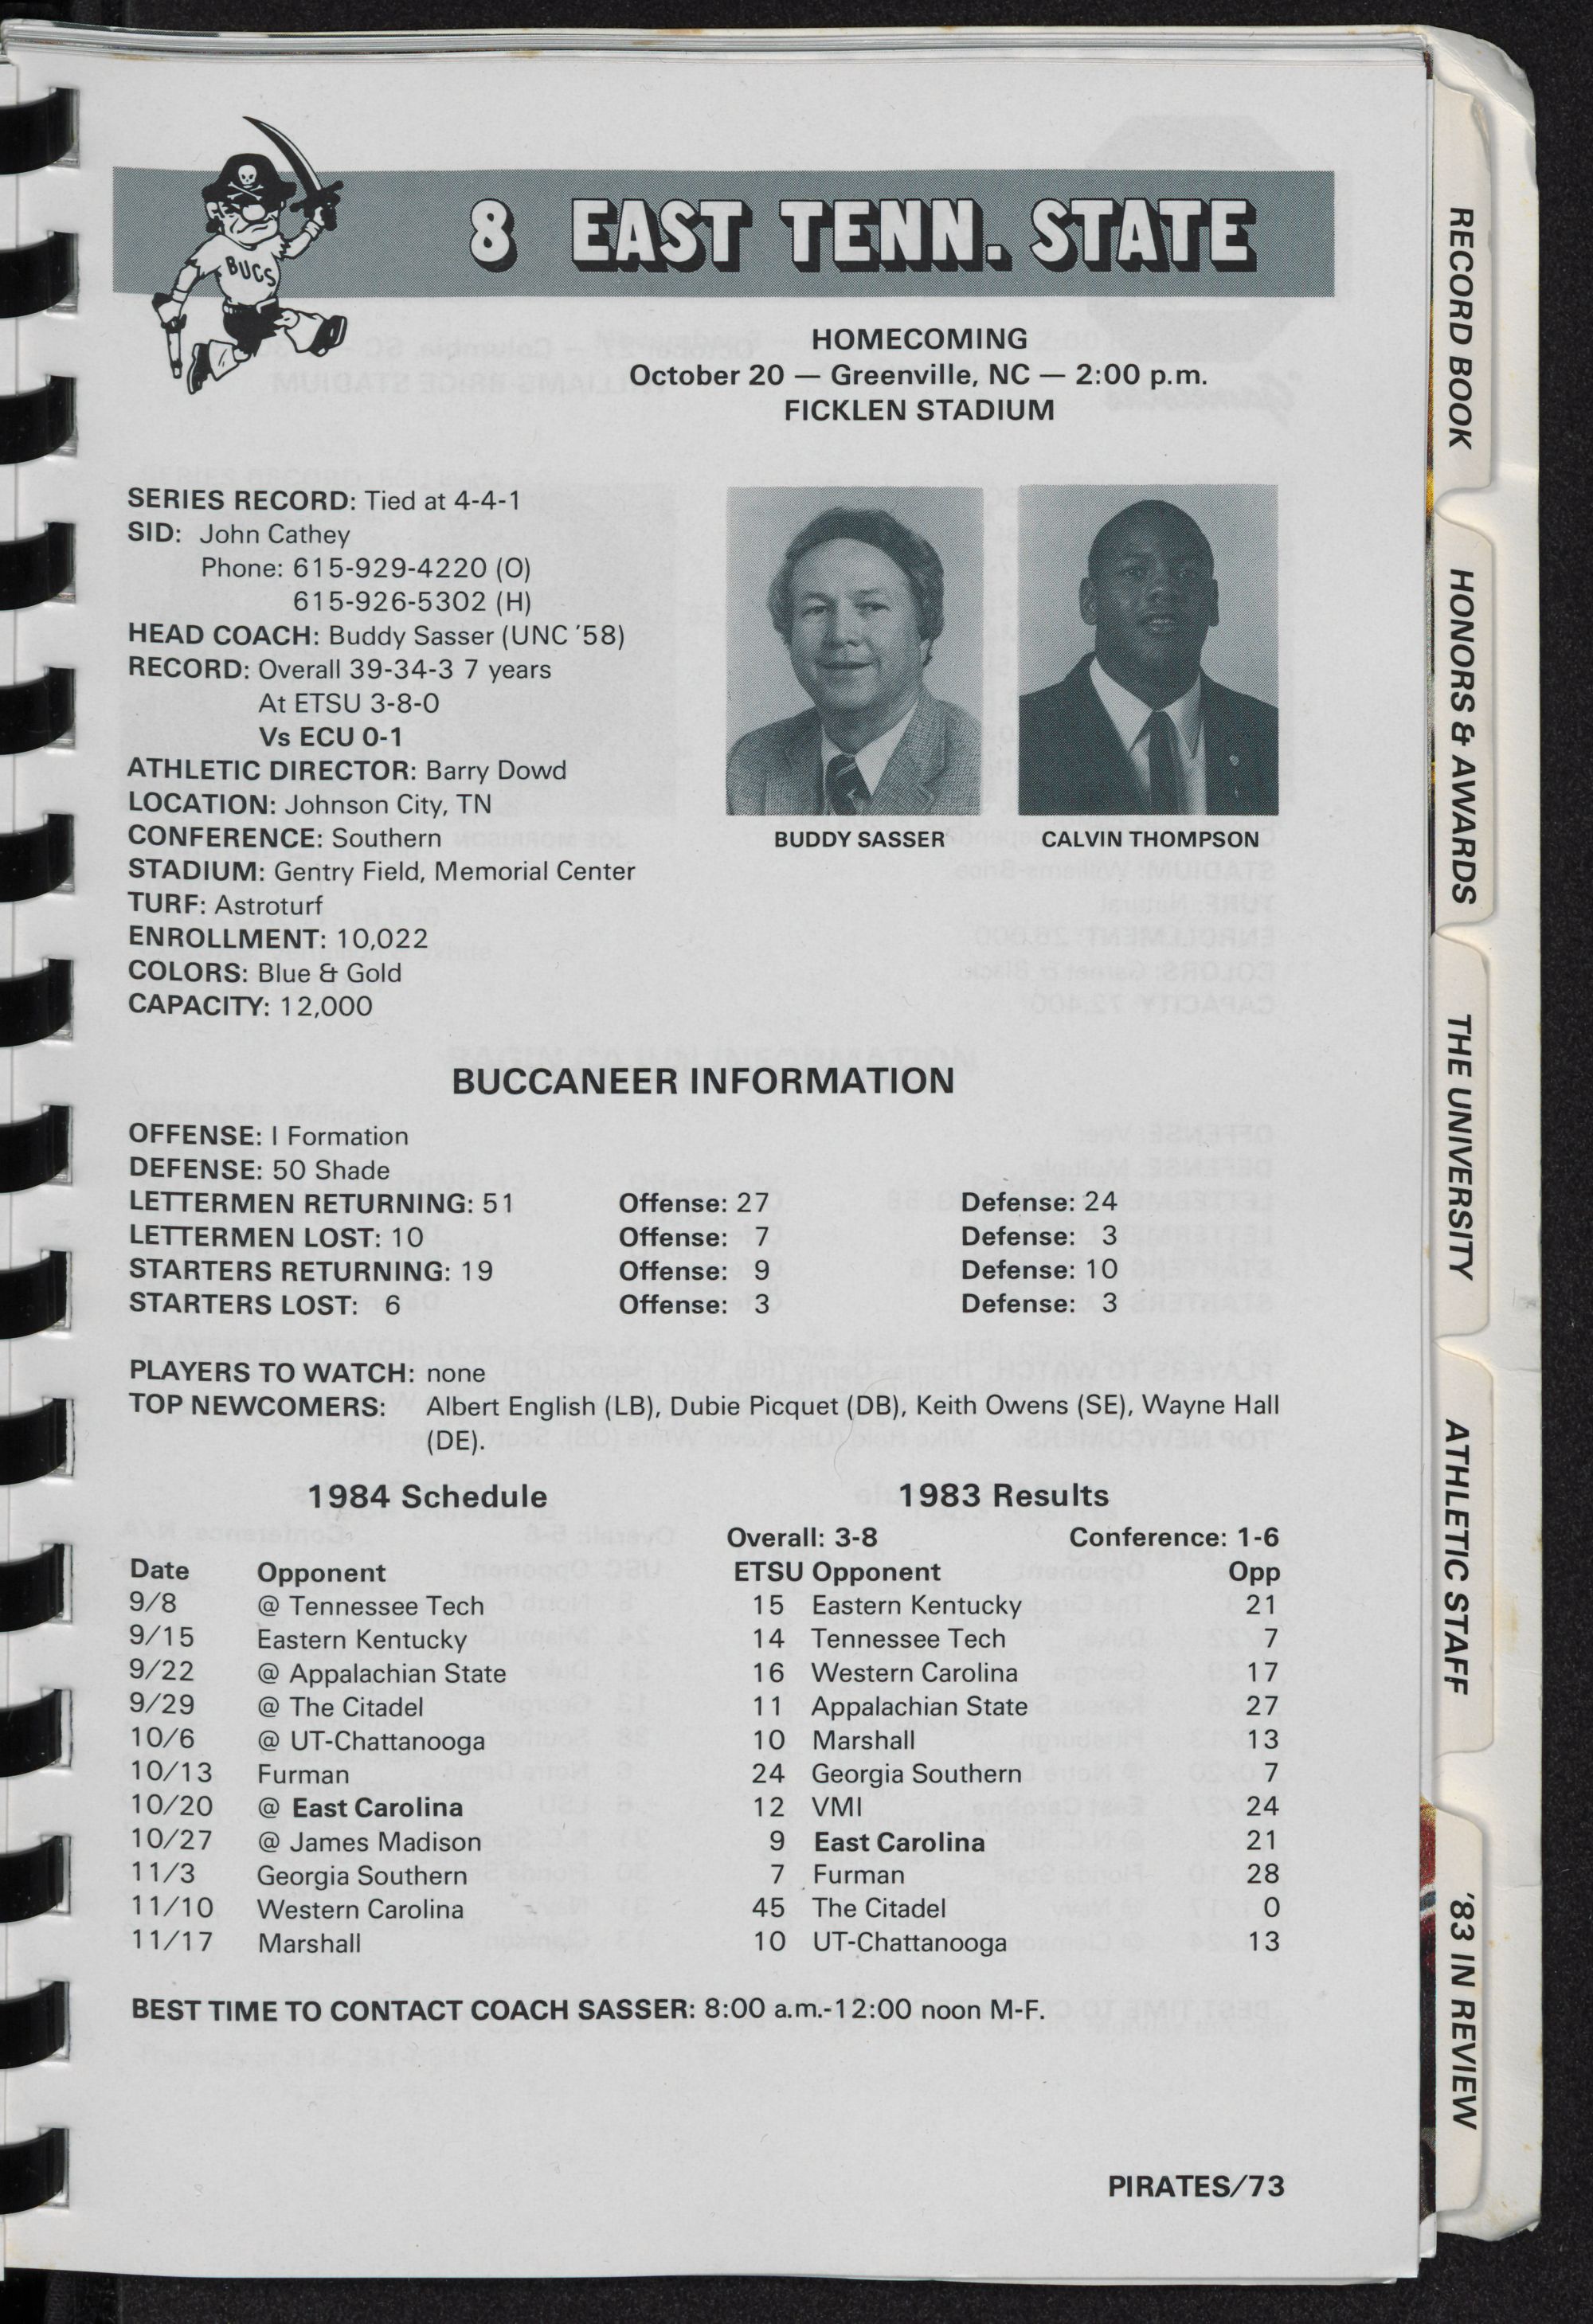 BUCS
8 EAST TENN. STATE
HOMECOMING
October 20 — Greenville, NC — 2:00 p.m.
FICKLEN STADIUM
SERIES RECORD: Tied at 4-4-1
SID: John Cathey
Phone: 615-929-4220 (O)
615-926-5302 (H)
HEAD COACH: Buddy Sasser (UNC '58)
RECORD: Overall 39-34-3 7 years
At ETSU 3-8-0
Vs ECU 0-1
ATHLETIC DIRECTOR: Barry Dowd
LOCATION: Johnson City, TN
CONFERENCE: Southern
STADIUM: Gentry Field, Memorial Center
TURF: Astroturf
ENROLLMENT: 10,022
COLORS: Blue & Gold
CAPACITY: 12,000
BUDDY SASSER CALVIN THOMPSON
BUCCANEER INFORMATION
OFFENSE: I Formation
DEFENSE: 50 Shade
LETTERMEN RETURNING: 51 Offense: 27 Defense: 24
LETTERMEN LOST: 10 Offense: 7 Defense: 3
STARTERS RETURNING: 19 Offense: 9 Defense: 10
STARTERS LOST: 6 Offense: 3 Defense: 3
PLAYERS TO WATCH: none
TOP NEWCOMERS: Albert English (LB), Dubie Picquet (DB), Keith Owens (SE), Wayne Hall
(DE).
1984 Schedule
Date Opponent
9/8 @ Tennessee Tech
9/15 Eastern Kentucky
9/22 @ Appalachian State
9/29 @ The Citadel
10/6 @ UT-Chattanooga
10/13 Furman
10/20 @ East Carolina
10/27 @ James Madison
11/3 Georgia Southern
11/10 Western Carolina
11/17 Marshall
1983 Results
Overall: 3-8 Conference: 1-6
ETSU Opponent Opp
15 Eastern Kentucky 21
14 Tennessee Tech 7
16 Western Carolina 17
11 Appalachian State 27
10 Marshall 13
24 Georgia Southern 7
12 VMI 24
9 East Carolina 21
7 Furman 28
45 The Citadel 0
10 UT-Chattanooga 13
BEST TIME TO CONTACT COACH SASSER: 8:00 a.m.-12:00 noon M-F.
PIRATES/73
RECORD BOOK
HONORS & AWARDS
THE UNIVERSITY
ATHLETIC STAFF
'83 IN REVIEW